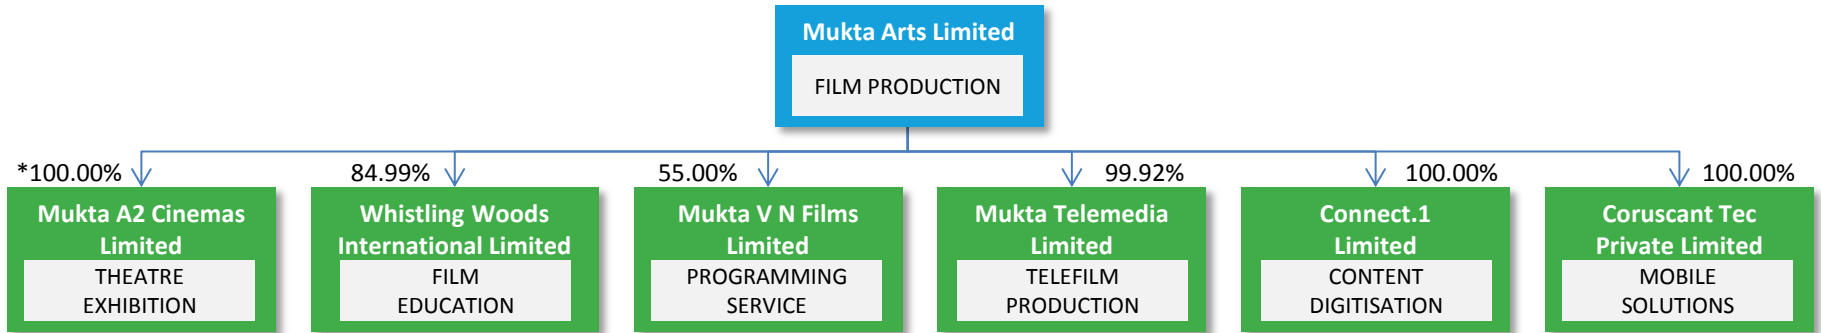 Mukta Arts Limited
FILM PRODUCTION
*100.00%
84.99%
55.00%
99.92%
100.00%
100.00%
Mukta A2 Cinemas
Limited
THEATRE
EXHIBITION
Whistling Woods
International Limited
FILM
EDUCATION
Mukta V N Films
Limited
PROGRAMMING
SERVICE
Mukta Telemedia
Limited
TELEFILM
PRODUCTION
Connect.1
Limited
CONTENT
DIGITISATION
Coruscant Tec
Private Limited
MOBILE
SOLUTIONS